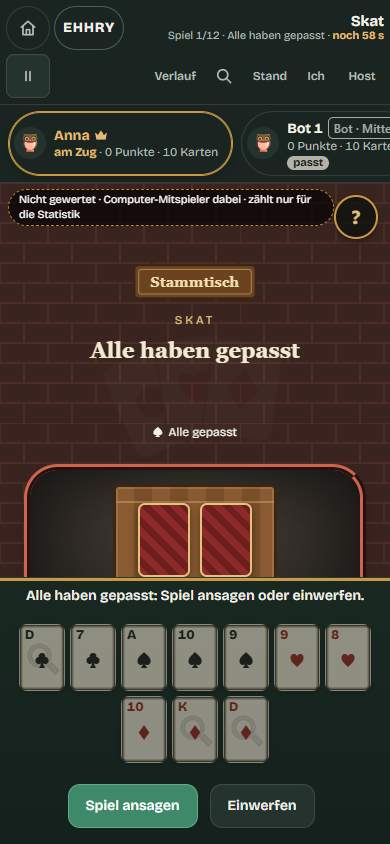 EHHRY
Skat
Spiel 1/12 · Alle haben gepasst · noch 58 s
Verlauf
Stand
Ich
Host
Anna
am Zug · 0 Punkte · 10 Karten
Bot 1 Bot · Mitte
0 Punkte · 10 Kart
passt
Nicht gewertet · Computer-Mitspieler dabei · zählt nur für
die Statistik
?
Stammtisch
SKAT
Alle haben gepasst
Alle gepasst
Alle haben gepasst: Spiel ansagen oder einwerfen.
D 7 A 10 9 9 8
10 K D
Spiel ansagen
Einwerfen